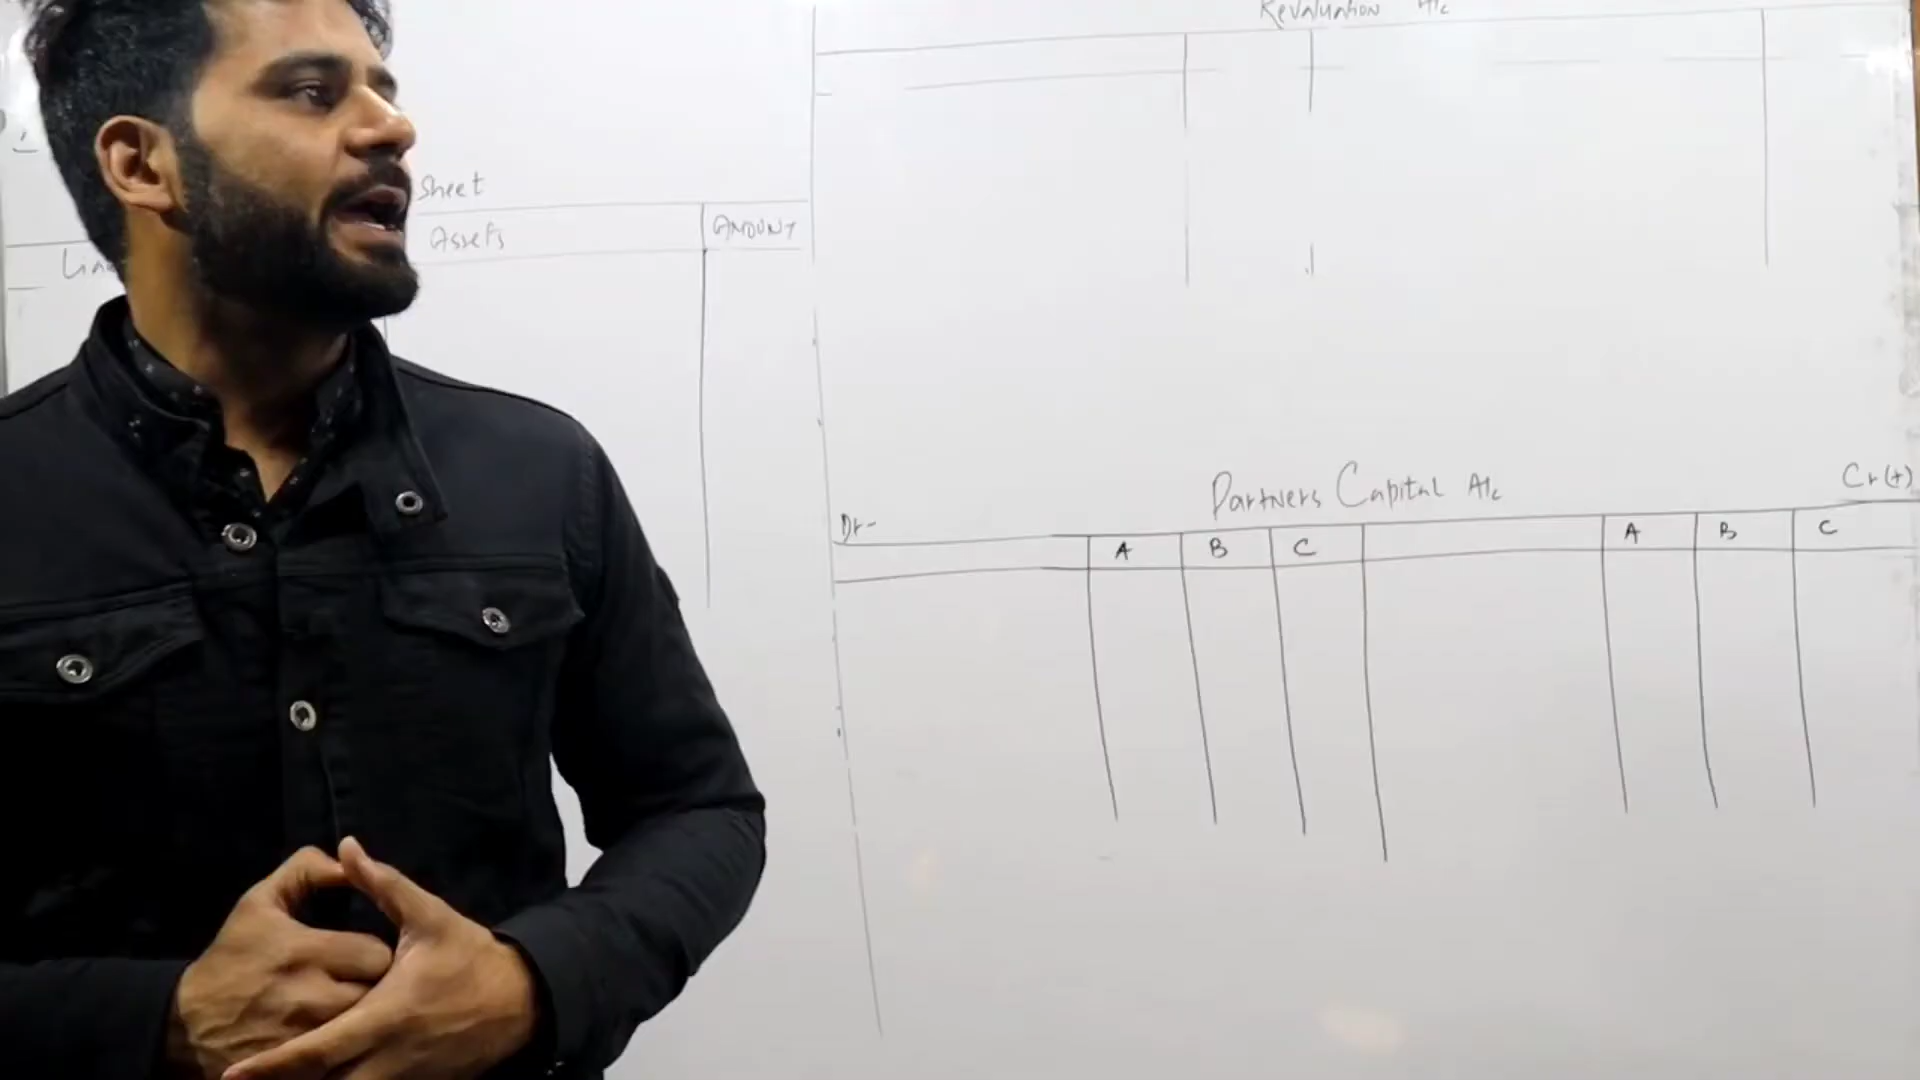 Revaluation A/c
Sheet
Assets
AMOUNT
Partners Capital A/c
Dr-
Cr(+)
A B C A B C